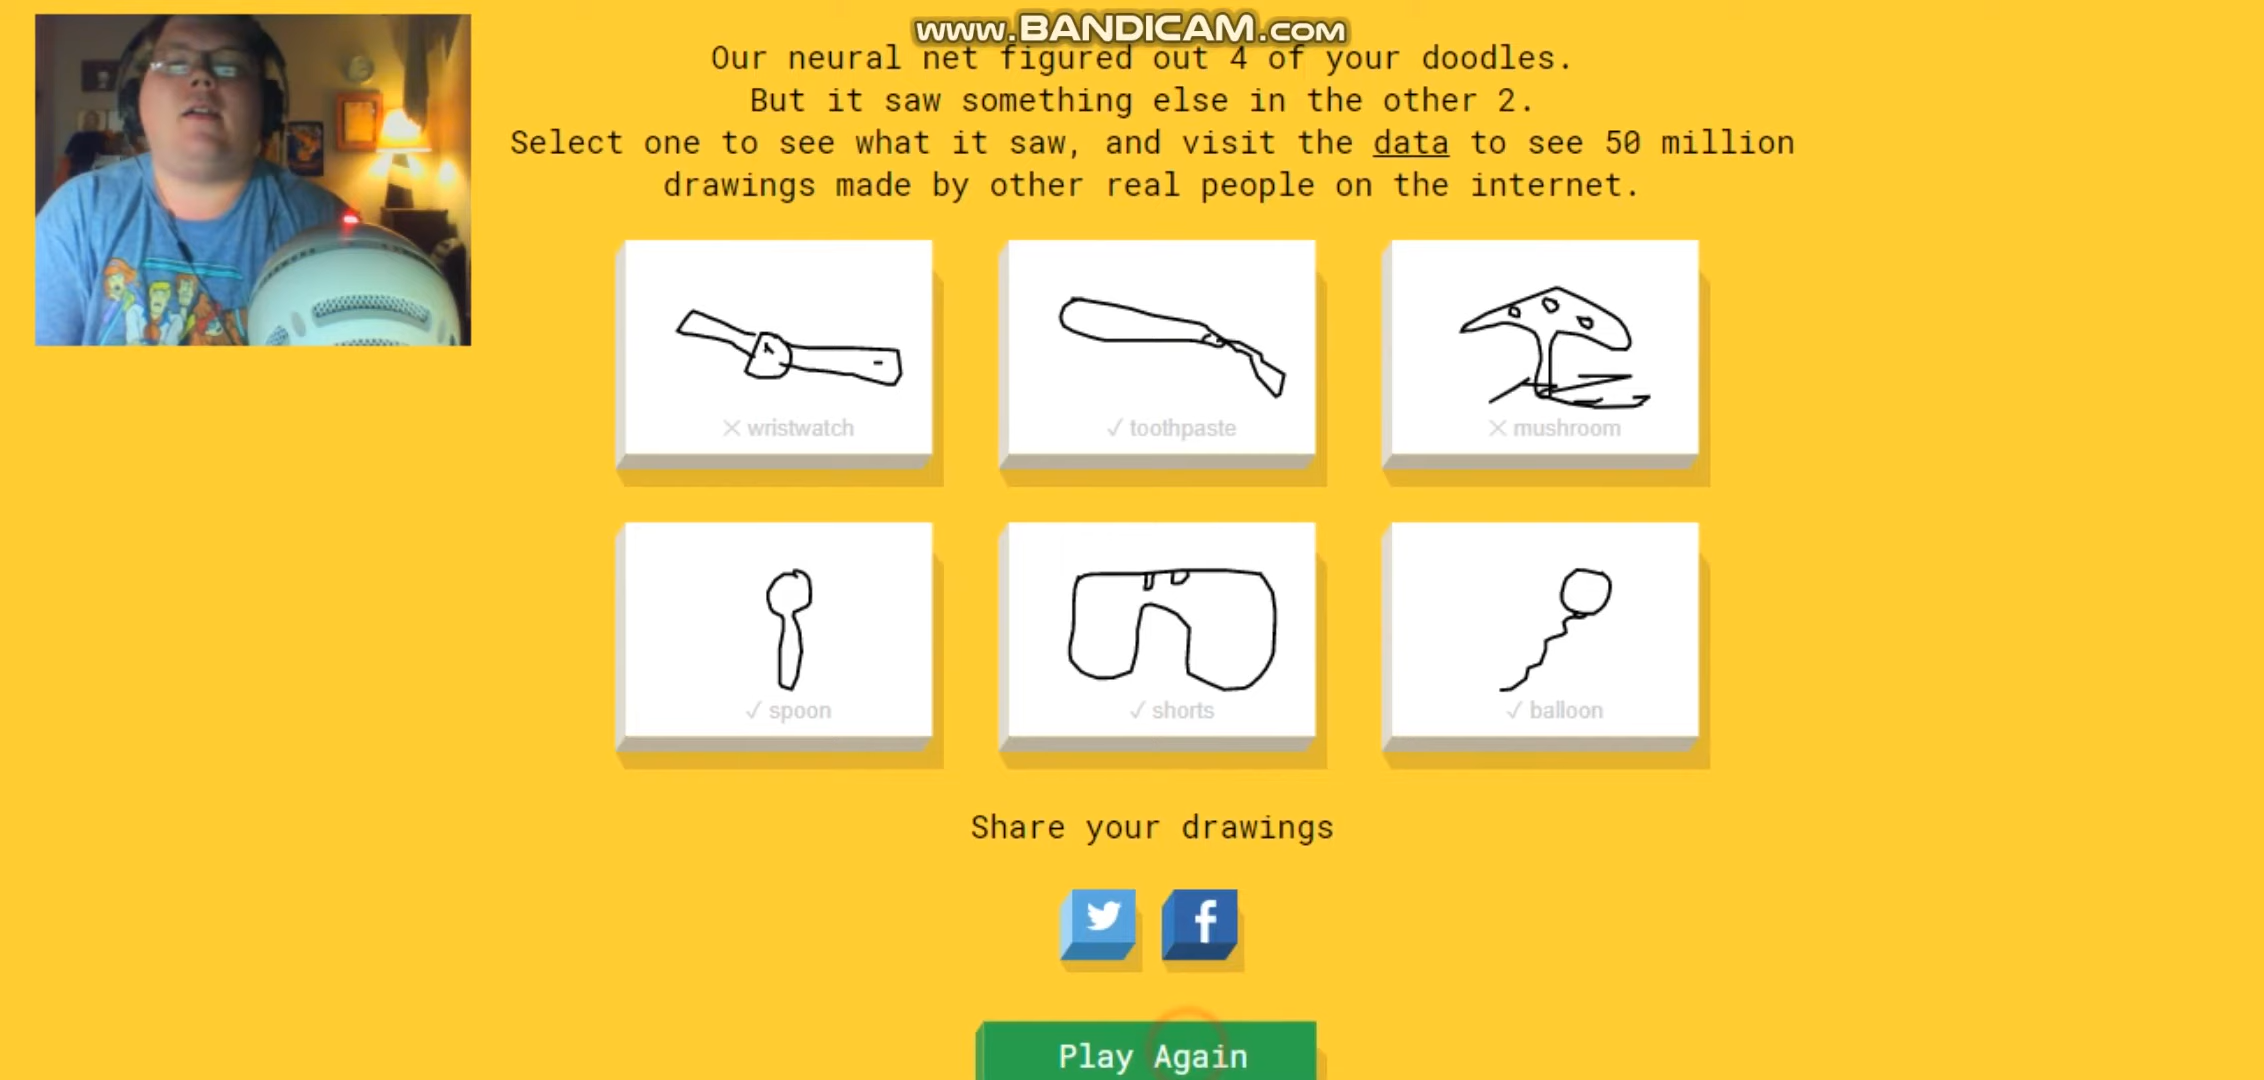 www.BANDICAM.com
Our neural net figured out 4 of your doodles.
But it saw something else in the other 2.
Select one to see what it saw, and visit the data to see 50 million
drawings made by other real people on the internet.
wristwatch
toothpaste
mushroom
spoon
shorts
balloon
Share your drawings
Play Again